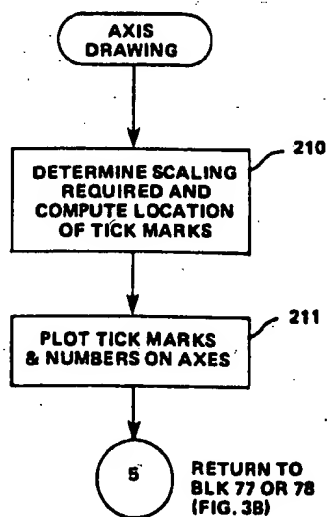 AXIS
DRAWING
210
DETERMINE SCALING
REQUIRED AND
COMPUTE LOCATION
OF TICK MARKS
211
PLOT TICK MARKS
& NUMBERS ON AXES
5
RETURN TO
BLK 77 OR 78
(FIG. 3B)